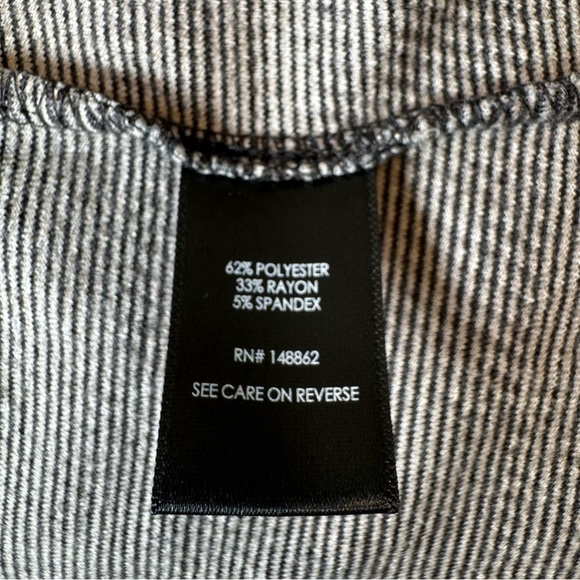 62% POLYESTER
33% RAYON
5% SPANDEX
RN# 148862
SEE CARE ON REVERSE